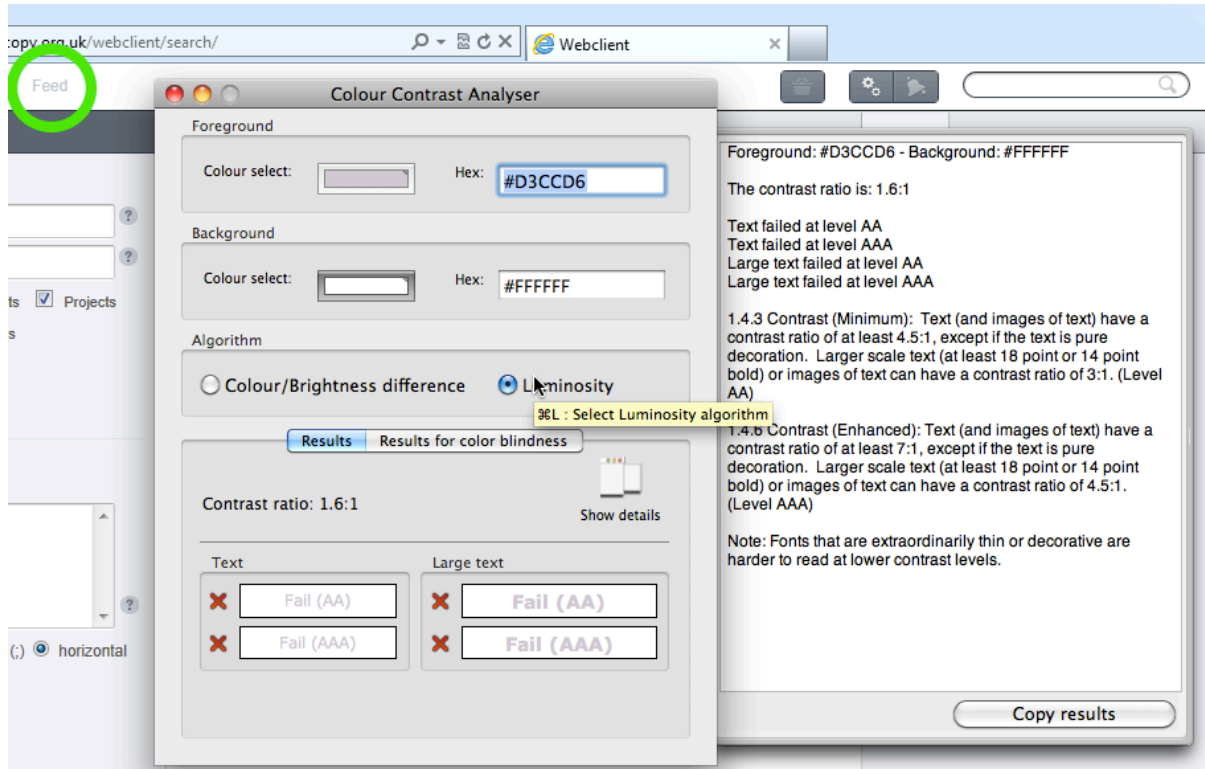 copy.org.uk/webclient/search/
Webclient
Feed
Colour Contrast Analyser
Foreground
Colour select:
Hex:
#D3CCD6
Background
Colour select:
Hex:
#FFFFFF
Algorithm
Colour/Brightness difference
Luminosity
⌘L : Select Luminosity algorithm
Results
Results for color blindness
Contrast ratio: 1.6:1
Show details
Text
Large text
Fail (AA)
Fail (AA)
Fail (AAA)
Fail (AAA)
?
?
ts
Projects
s
?
(;)
horizontal
Foreground: #D3CCD6 - Background: #FFFFFF
The contrast ratio is: 1.6:1
Text failed at level AA
Text failed at level AAA
Large text failed at level AA
Large text failed at level AAA
1.4.3 Contrast (Minimum): Text (and images of text) have a
contrast ratio of at least 4.5:1, except if the text is pure
decoration. Larger scale text (at least 18 point or 14 point
bold) or images of text can have a contrast ratio of 3:1. (Level
AA)
1.4.6 Contrast (Enhanced): Text (and images of text) have a
contrast ratio of at least 7:1, except if the text is pure
decoration. Larger scale text (at least 18 point or 14 point
bold) or images of text can have a contrast ratio of 4.5:1.
(Level AAA)
Note: Fonts that are extraordinarily thin or decorative are
harder to read at lower contrast levels.
Copy results